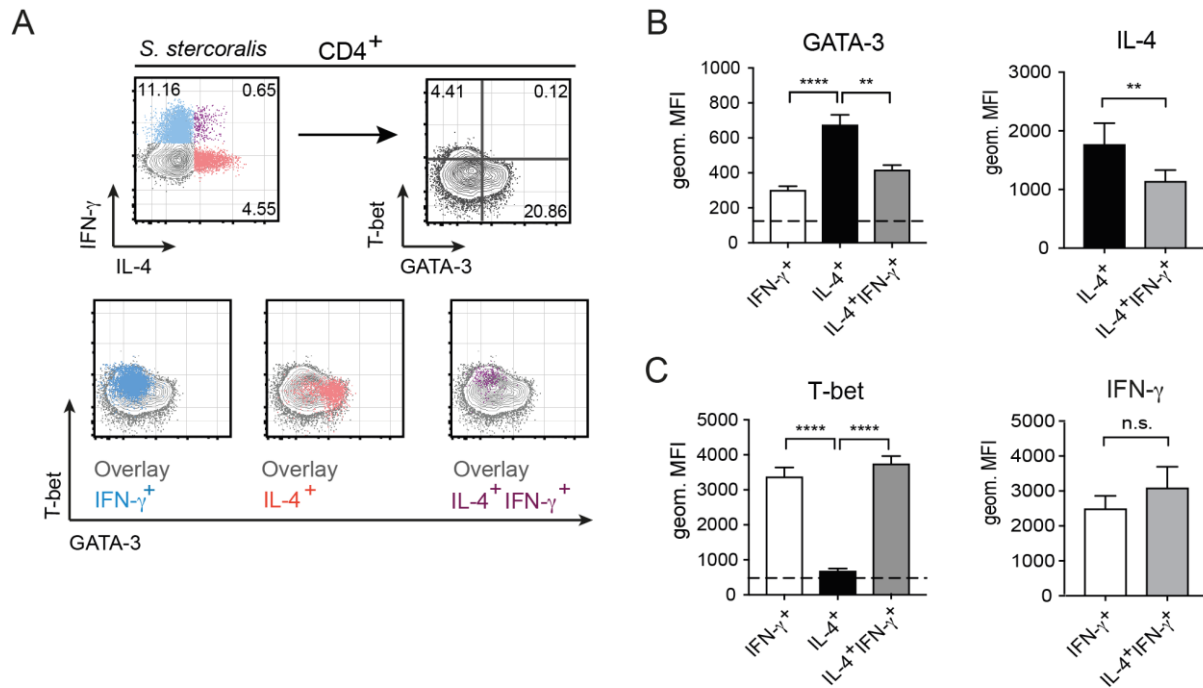 A
S. stercoralis CD4+
11.16 0.65
4.55
IFN-γ
IL-4
4.41 0.12
20.86
T-bet
GATA-3
Overlay
IFN-γ+
Overlay
IL-4+
Overlay
IL-4+IFN-γ+
T-bet
GATA-3
B
GATA-3
geom. MFI
1000
800
600
400
200
0
**** **
IFN-γ+
IL-4+
IL-4+IFN-γ+
IL-4
geom. MFI
3000
2000
1000
0
**
IL-4+
IL-4+IFN-γ+
C
T-bet
geom. MFI
5000
4000
3000
2000
1000
0
**** ****
IFN-γ+
IL-4+
IL-4+IFN-γ+
IFN-γ
geom. MFI
5000
4000
3000
2000
1000
0
n.s.
IFN-γ+
IL-4+IFN-γ+